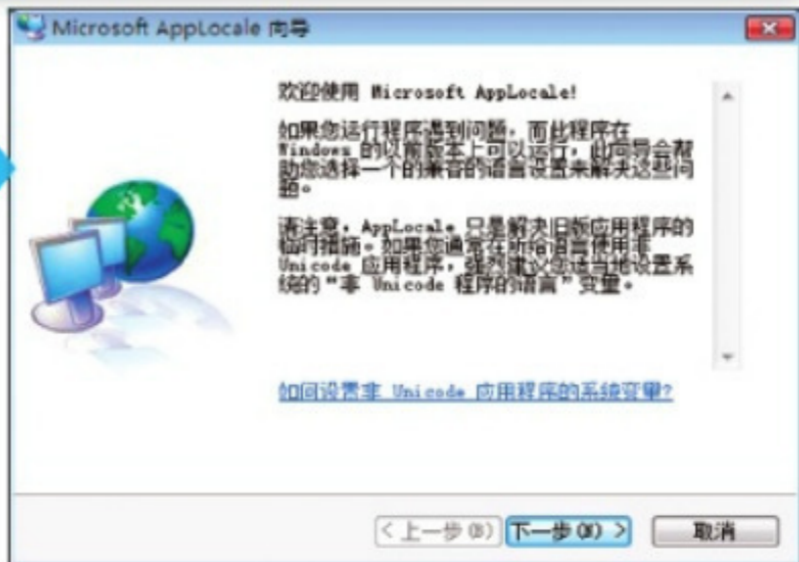 Microsoft AppLocale 向导
欢迎使用 Microsoft AppLocale!
如果您运行程序遇到问题，而此程序在
Windows 的以前版本上可以运行，此向导会帮
助您选择一个的兼容的语言设置来解决这些问
题。
请注意，AppLocale 只是解决旧版应用程序的
临时措施。如果您通常在所给语言使用非
Unicode 应用程序，强烈建议您适当地设置系
统的“非 Unicode 程序的语言”变量。
如何设置非 Unicode 应用程序的系统变量?
< 上一步(B)
下一步(N) >
取消